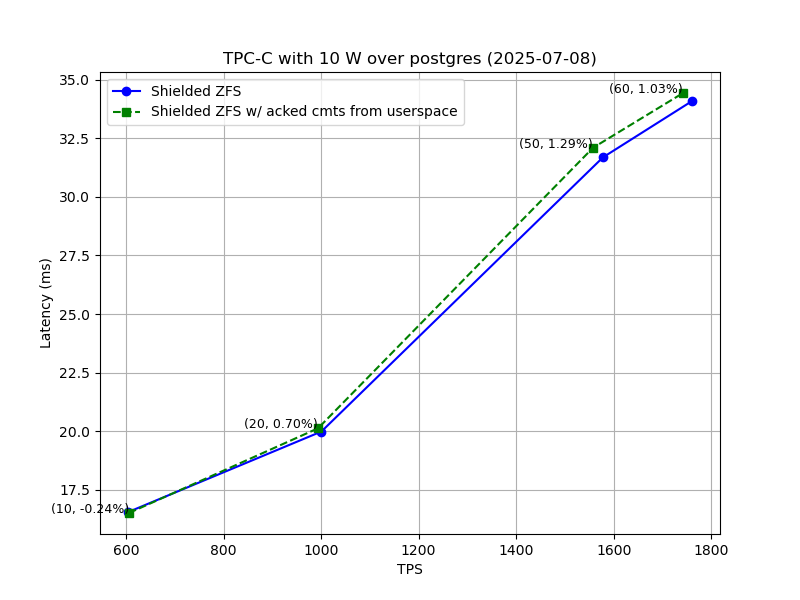 TPC-C with 10 W over postgres (2025-07-08)
Shielded ZFS
Shielded ZFS w/ acked cmts from userspace
(60, 1.03%)
(50, 1.29%)
(20, 0.70%)
(10, -0.24%)
35.0
32.5
30.0
27.5
25.0
22.5
20.0
17.5
Latency (ms)
600 800 1000 1200 1400 1600 1800
TPS